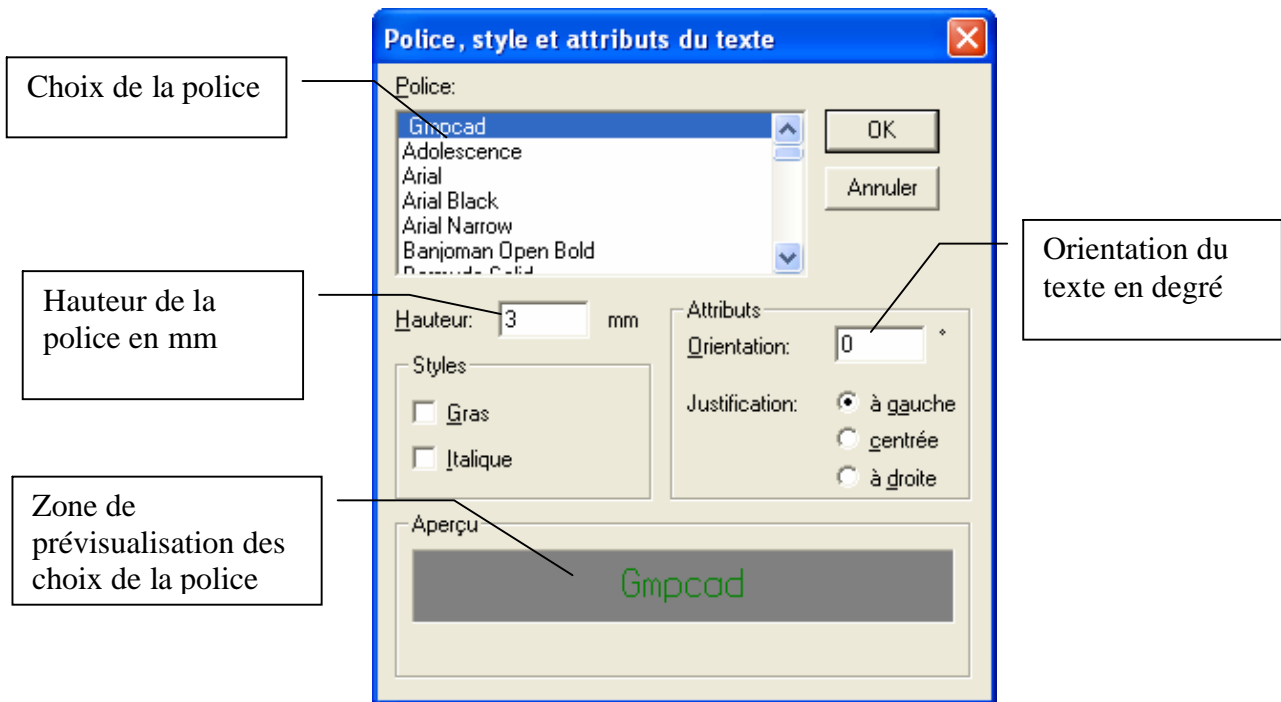 Police, style et attributs du texte
Choix de la police
Police:
Gmpcad
Adolescence
Arial
Arial Black
Arial Narrow
Banjoman Open Bold
OK
Annuler
Orientation du
texte en degré
Hauteur de la
police en mm
Hauteur: 3 mm
Attributs
Orientation: 0 °
Justification: à gauche
centrée
à droite
Styles
Gras
Italique
Zone de
prévisualisation des
choix de la police
Aperçu
Gmpcad